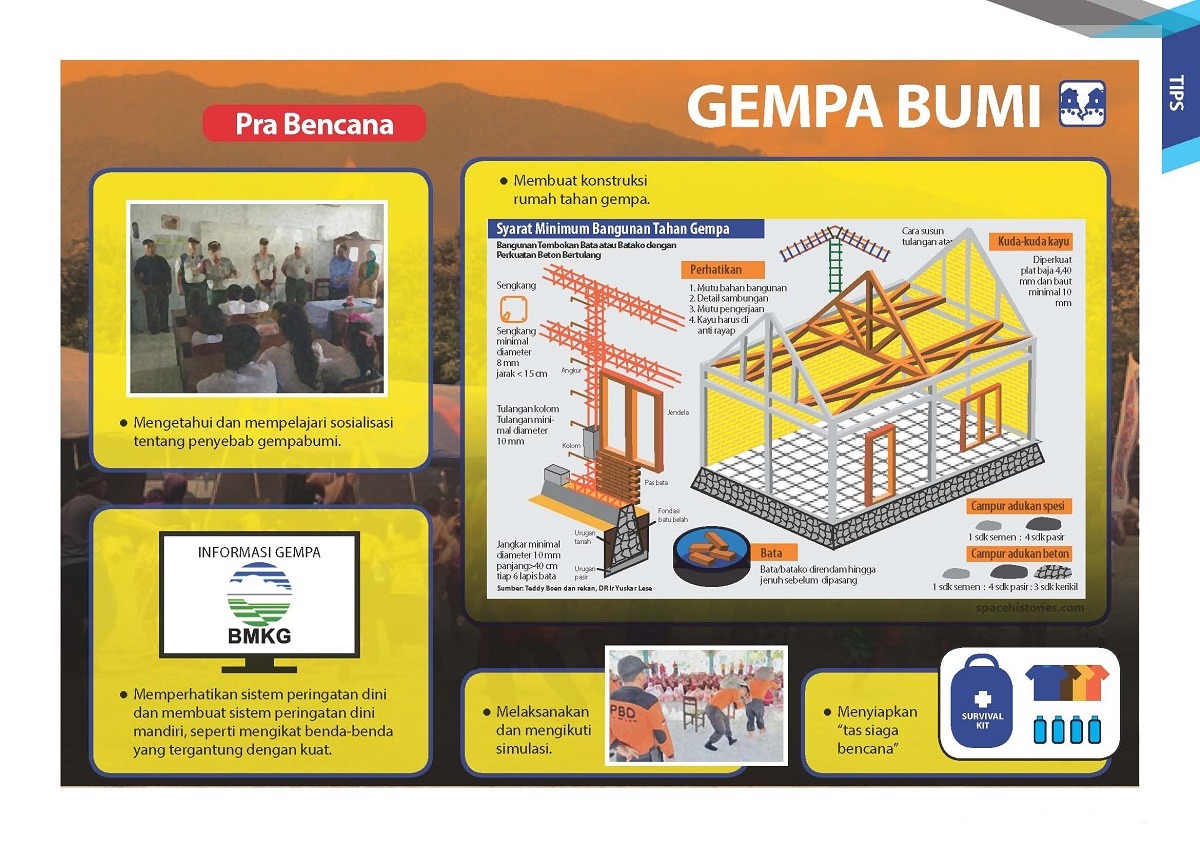 TIPS
GEMPA BUMI
Pra Bencana
• Mengetahui dan mempelajari sosialisasi
tentang penyebab gempabumi.
INFORMASI GEMPA
BMKG
• Memperhatikan sistem peringatan dini
dan membuat sistem peringatan dini
mandiri, seperti mengikat benda-benda
yang tergantung dengan kuat.
• Membuat konstruksi
rumah tahan gempa.
Syarat Minimum Bangunan Tahan Gempa
Bangunan Tembokan Bata atau Batako dengan
Perkuatan Beton Bertulang
Sengkang
Sengkang
minimal
diameter
8 mm
jarak < 15 cm
Angkur
Tulangan kolom
Tulangan mini-
mal diameter
10 mm
Kolom
Jendela
Pas bata
Fondasi
batu belah
Urugan
tanah
Urugan
pasir
Jangkar minimal
diameter 10 mm
panjang>40 cm
tiap 6 lapis bata
Sumber: Teddy Boen dan rekan, DR Ir Yuskar Lese
Perhatikan
1. Mutu bahan bangunan
2. Detail sambungan
3. Mutu pengerjaan
4. Kayu harus di
anti rayap
Cara susun
tulangan atas
Kuda-kuda kayu
Diperkuat
plat baja 4,40
mm dan baut
minimal 10
mm
Bata
Bata/batako direndam hingga
jenuh sebelum dipasang
Campur adukan spesi
1 sdk semen : 4 sdk pasir
Campur adukan beton
1 sdk semen : 4 sdk pasir : 3 sdk kerikil
spacehistories.com
• Melaksanakan
dan mengikuti
simulasi.
PBD
• Menyiapkan
"tas siaga
bencana"
SURVIVAL
KIT